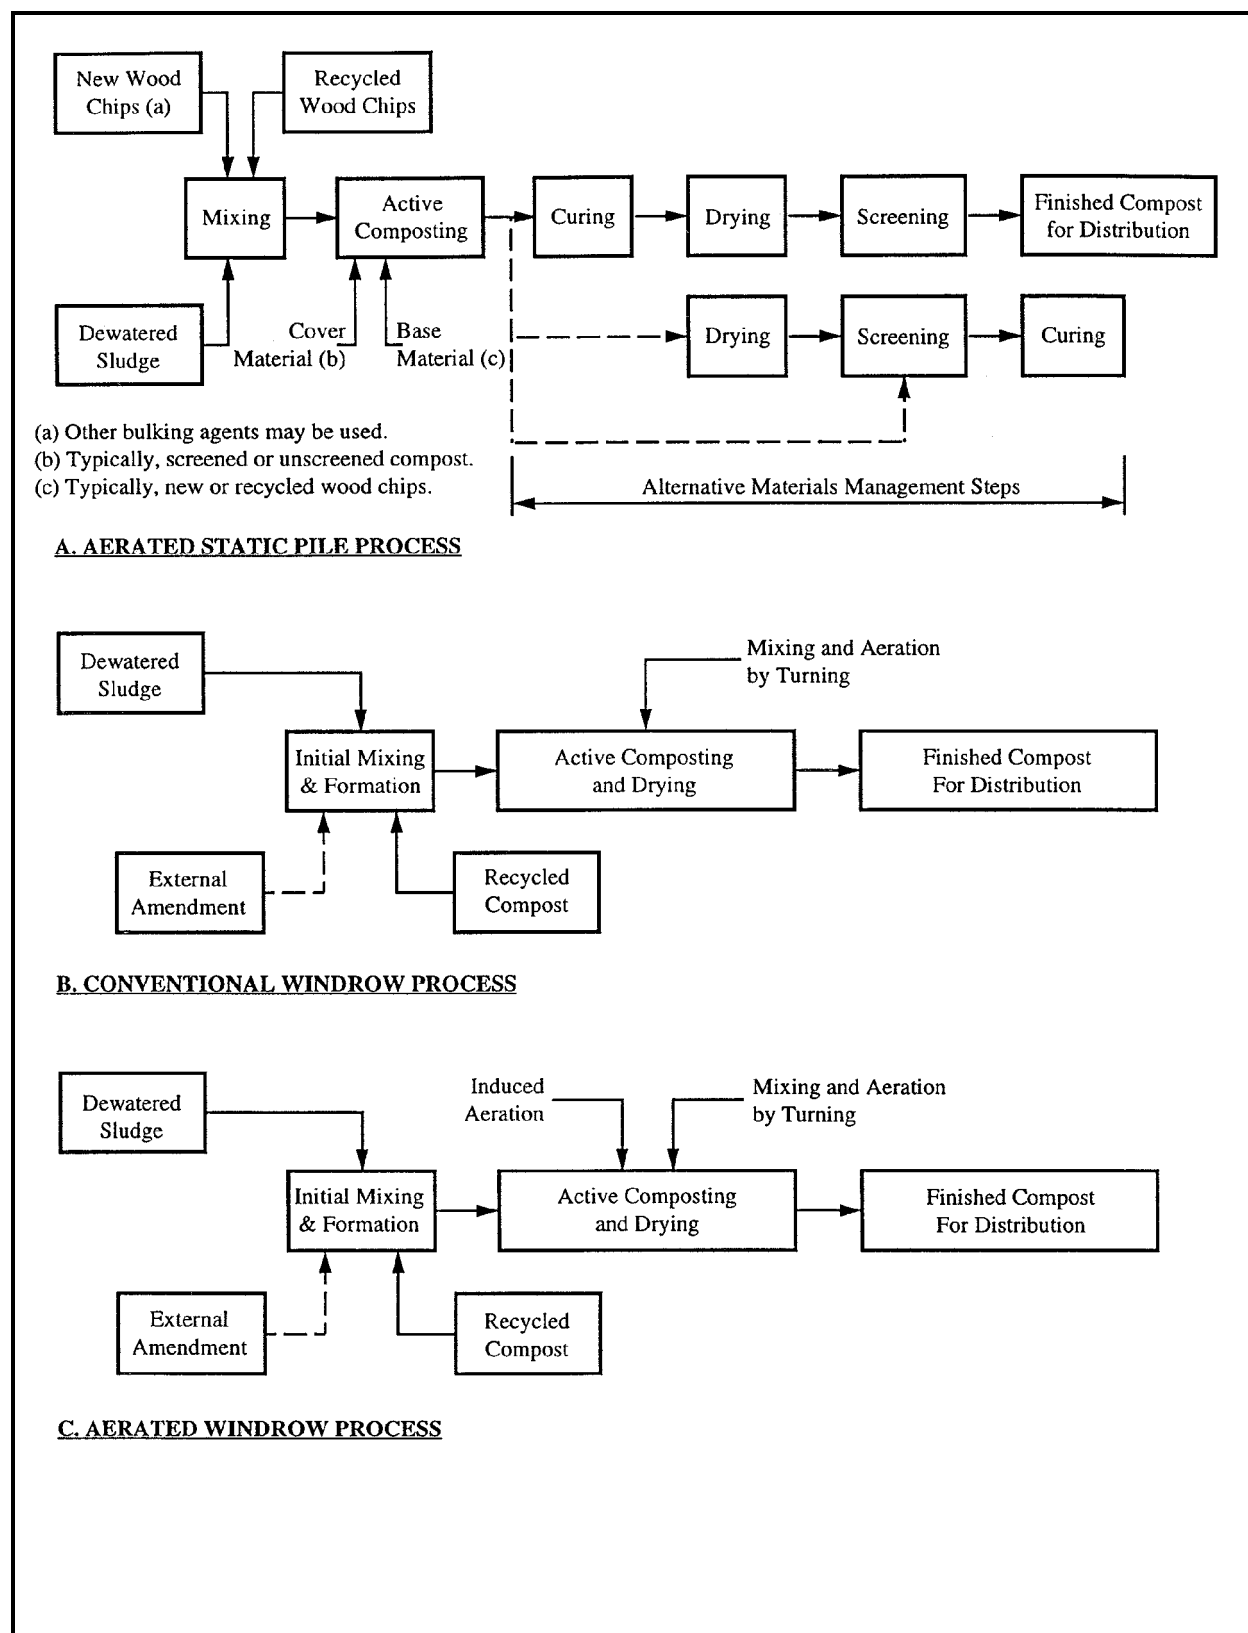 New Wood
Chips (a)
Recycled
Wood Chips
Mixing
Active
Composting
Curing
Drying
Screening
Finished Compost
for Distribution
Dewatered
Sludge
Cover
Material (b)
Base
Material (c)
Drying
Screening
Curing
(a) Other bulking agents may be used.
(b) Typically, screened or unscreened compost.
(c) Typically, new or recycled wood chips.
Alternative Materials Management Steps
A. AERATED STATIC PILE PROCESS
Dewatered
Sludge
Mixing and Aeration
by Turning
Initial Mixing
& Formation
Active Composting
and Drying
Finished Compost
For Distribution
External
Amendment
Recycled
Compost
B. CONVENTIONAL WINDROW PROCESS
Dewatered
Sludge
Induced
Aeration
Mixing and Aeration
by Turning
Initial Mixing
& Formation
Active Composting
and Drying
Finished Compost
For Distribution
External
Amendment
Recycled
Compost
C. AERATED WINDROW PROCESS